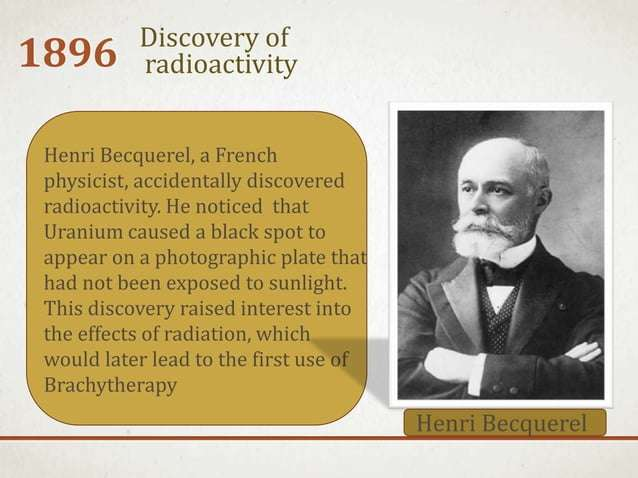 1896
Discovery of
radioactivity
Henri Becquerel, a French
physicist, accidentally discovered
radioactivity. He noticed  that
Uranium caused a black spot to
appear on a photographic plate that
had not been exposed to sunlight.
This discovery raised interest into
the effects of radiation, which
would later lead to the first use of
Brachytherapy
Henri Becquerel